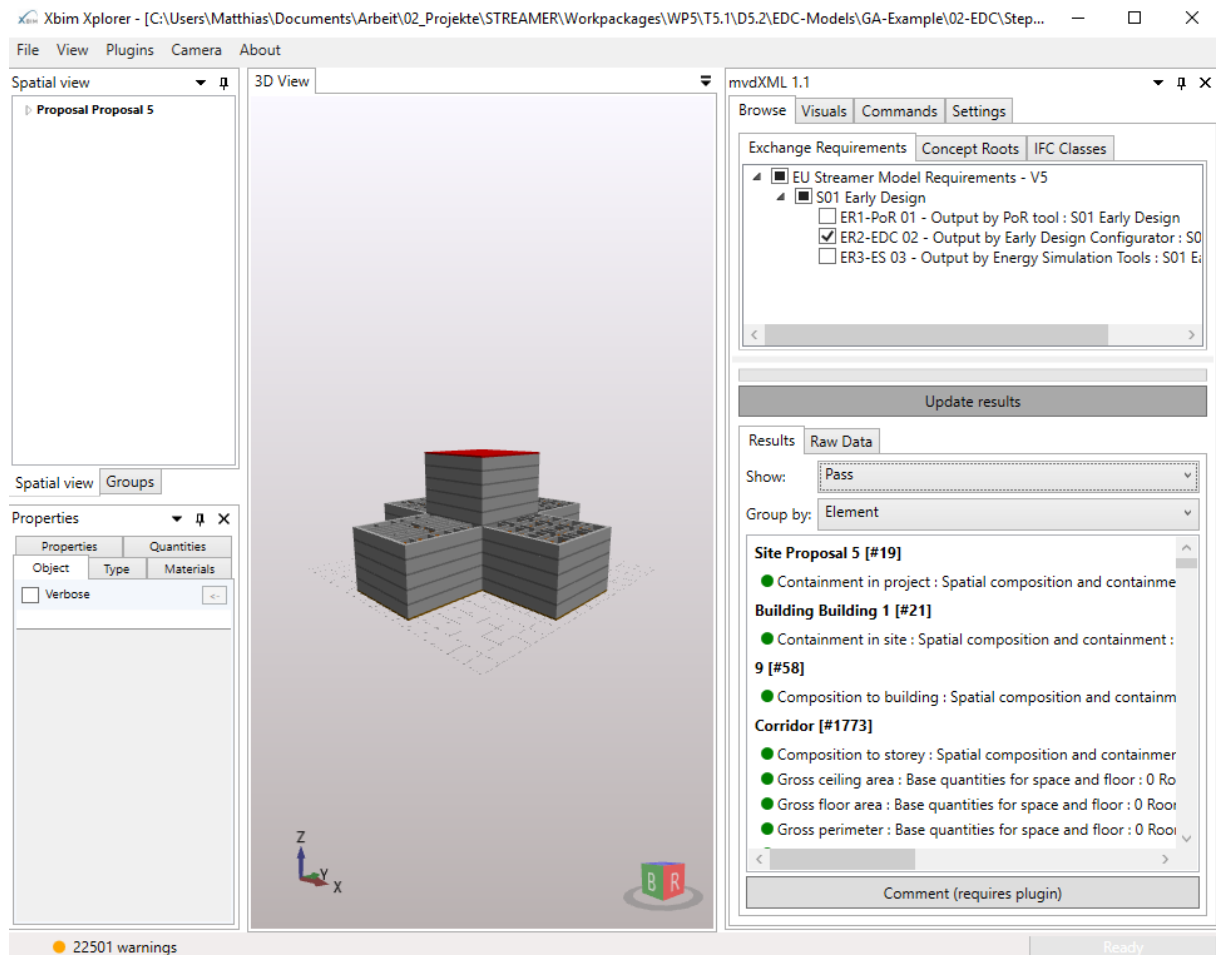 Xbim Xplorer - [C:\Users\Matthias\Documents\Arbeit\02_Projekte\STREAMER\Workpackages\WP5\T5.1\D5.2\EDC-Models\GA-Example\02-EDC\Step...
File View Plugins Camera About
Spatial view
Proposal Proposal 5
Spatial view Groups
Properties
Properties Quantities
Object Type Materials
Verbose <-
3D View
Z
Y
X
B R
mvdXML 1.1
Browse Visuals Commands Settings
Exchange Requirements Concept Roots IFC Classes
EU Streamer Model Requirements - V5
S01 Early Design
ER1-PoR 01 - Output by PoR tool : S01 Early Design
ER2-EDC 02 - Output by Early Design Configurator : S0
ER3-ES 03 - Output by Energy Simulation Tools : S01 Ea
Update results
Results Raw Data
Show: Pass
Group by: Element
Site Proposal 5 [#19]
Containment in project : Spatial composition and containme
Building Building 1 [#21]
Containment in site : Spatial composition and containment :
9 [#58]
Composition to building : Spatial composition and containm
Corridor [#1773]
Composition to storey : Spatial composition and containmer
Gross ceiling area : Base quantities for space and floor : 0 Ro
Gross floor area : Base quantities for space and floor : 0 Roor
Gross perimeter : Base quantities for space and floor : 0 Rooi
Comment (requires plugin)
22501 warnings
Ready